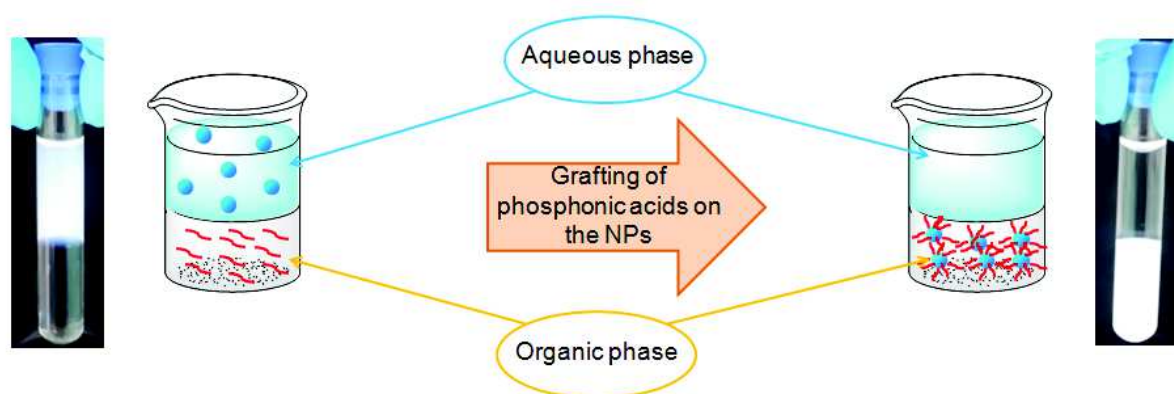 Aqueous phase
Grafting of
phosphonic acids on
the NPs
Organic phase